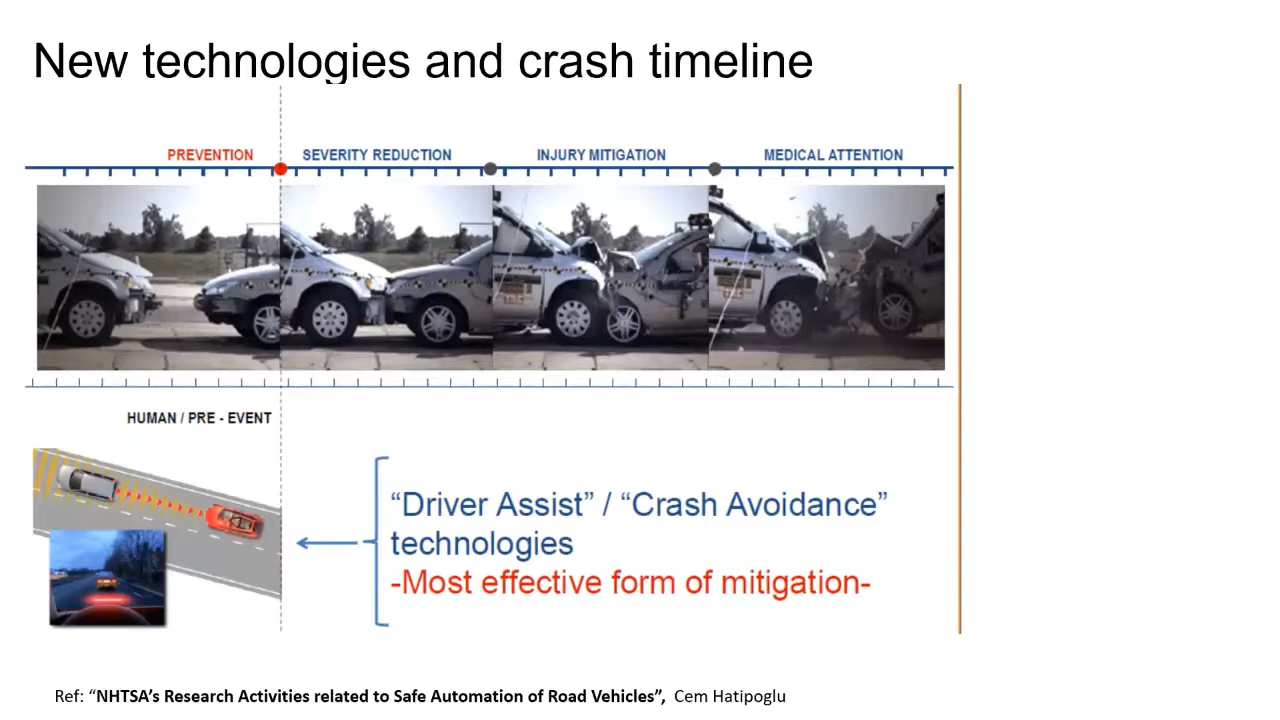 New technologies and crash timeline
PREVENTION
SEVERITY REDUCTION
INJURY MITIGATION
MEDICAL ATTENTION
HUMAN / PRE - EVENT
“Driver Assist” / “Crash Avoidance”
technologies
-Most effective form of mitigation-
Ref: “NHTSA’s Research Activities related to Safe Automation of Road Vehicles”, Cem Hatipoglu